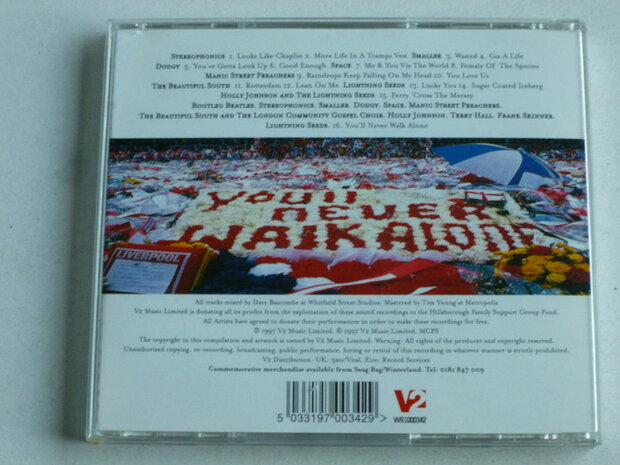 Stereophonics 1. Looks Like Chaplin 2. More Life In A Tramps Vest Smaller 3. Wasted 4. Giz A Life
Dodgy 5. You've Gotta Look Up 6. Good Enough Space 7. Me & You Vs The World 8. Female Of The Species
Manic Street Preachers 9. Raindrops Keep Falling On My Head 10. You Love Us
The Beautiful South 11. Rotterdam 12. Lean On Me Lightning Seeds 13. Lucky You 14. Sugar Coated Iceberg
Holly Johnson and The Lightning Seeds 15. Ferry 'Cross The Mersey
Bootleg Beatles. Stereophonics. Smaller. Dodgy. Space. Manic Street Preachers.
The Beautiful South and The London Community Gospel Choir. Holly Johnson. Terry Hall. Frank Skinner.
Lightning Seeds. 16. You'll Never Walk Alone
YOU'LL
NEVER
WALK ALONE
LIVERPOOL
All tracks mixed by Dave Bascombe at Whitfield Street Studios. Mastered by Tim Young at Metropolis
V2 Music Limited is donating all its profits from the exploitation of these sound recordings to the Hillsborough Family Support Group Fund.
All Artists have agreed to donate their performances in order to make these recordings for free.
℗ 1997 V2 Music Limited. © 1997 V2 Music Limited. MCPS
The copyright in this compilation and artwork is owned by V2 Music Limited. Warning: All rights of the producer and copyright reserved.
Unauthorised copying, re-recording, broadcasting, public performance, hiring or rental of this recording in whatever manner is strictly prohibited.
V2 Distribution: UK: 3mv/Vital. Eire: Record Services
Commemorative merchandise available from Swag Bag/Winterland. Tel: 0181 847 009
5 033197 003429 >
V2
WR1000342